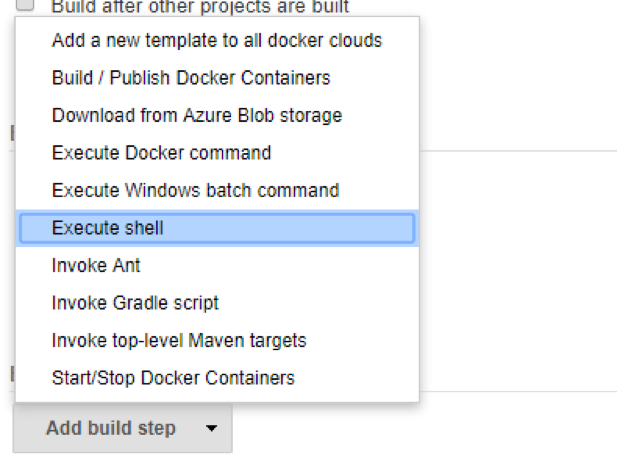 Build after other projects are built
Add a new template to all docker clouds
Build / Publish Docker Containers
Download from Azure Blob storage
Execute Docker command
Execute Windows batch command
Execute shell
Invoke Ant
Invoke Gradle script
Invoke top-level Maven targets
Start/Stop Docker Containers
Add build step